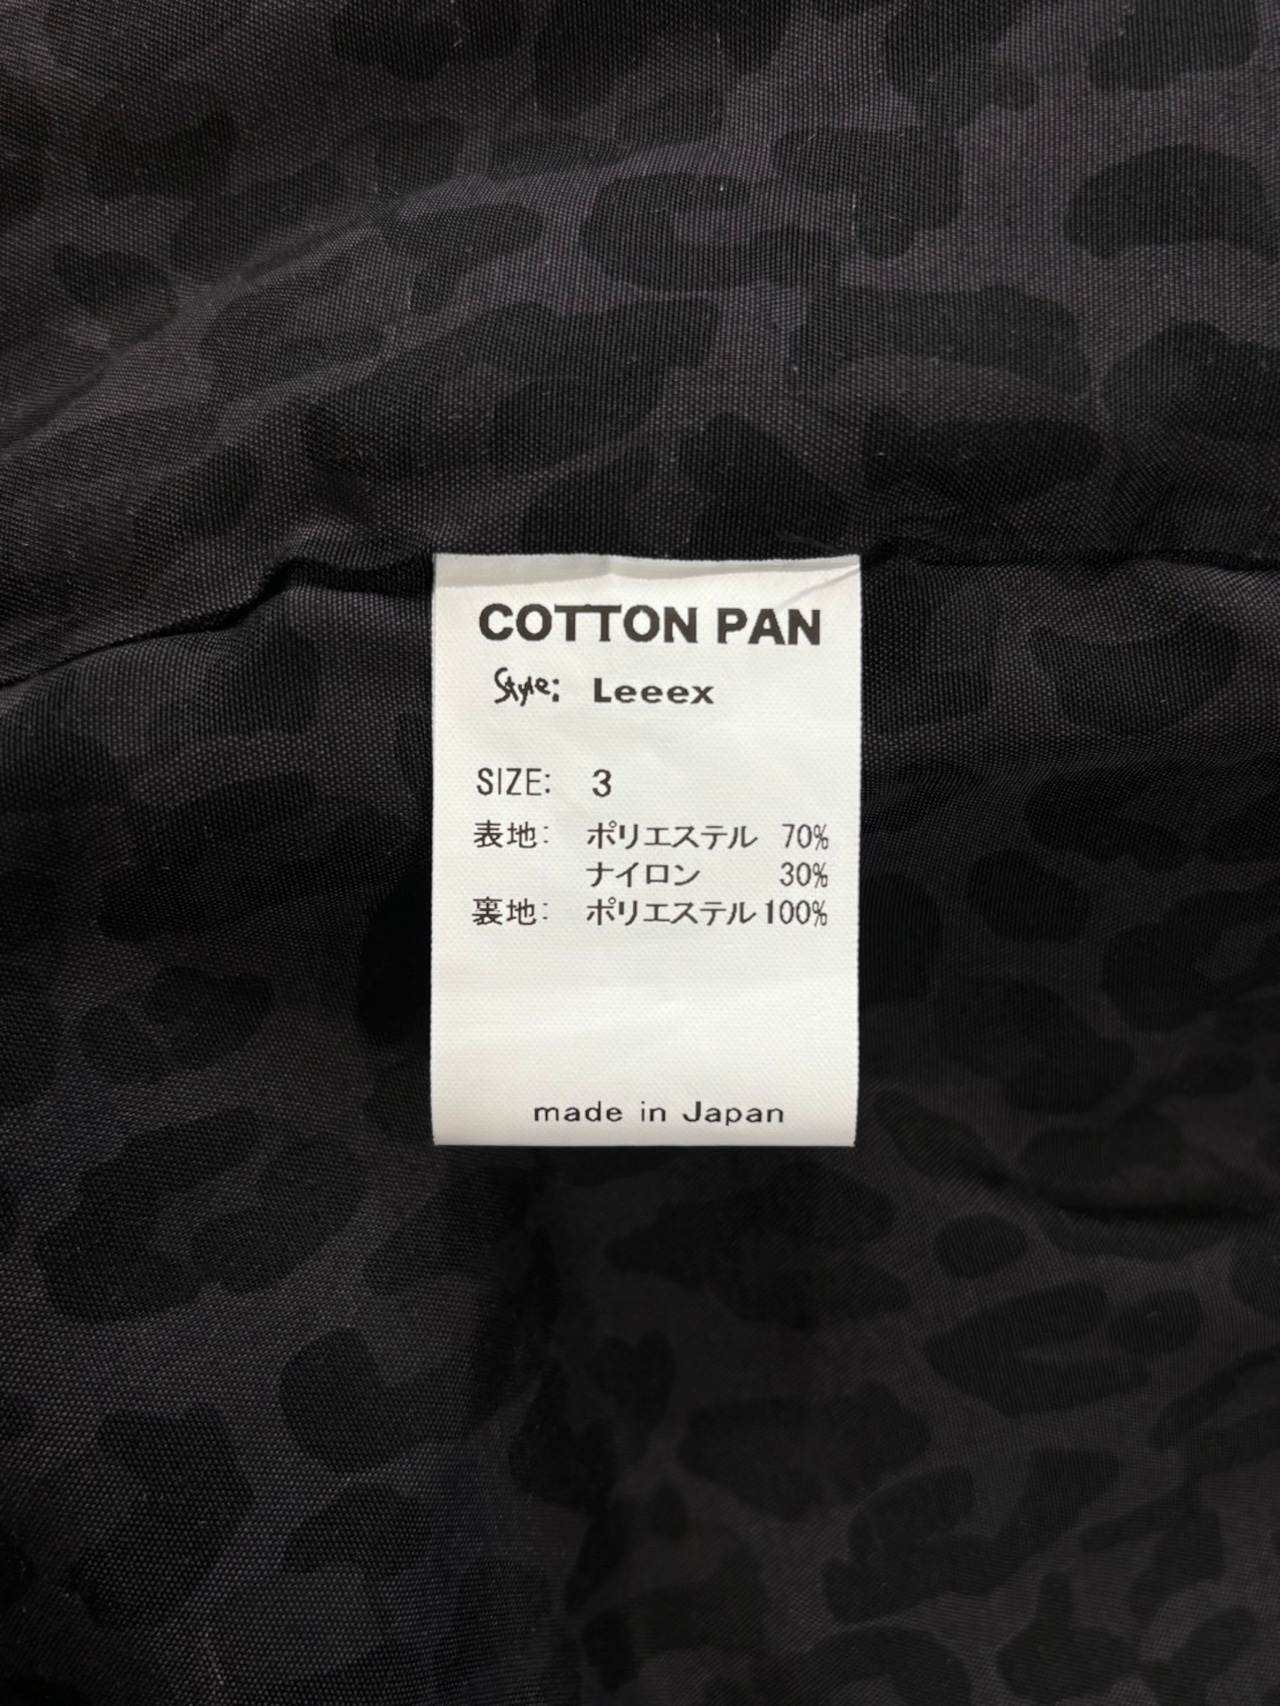 COTTON PAN
Style: Leeex
SIZE: 3
表地: ポリエステル 70%
ナイロン 30%
裏地: ポリエステル 100%
made in Japan